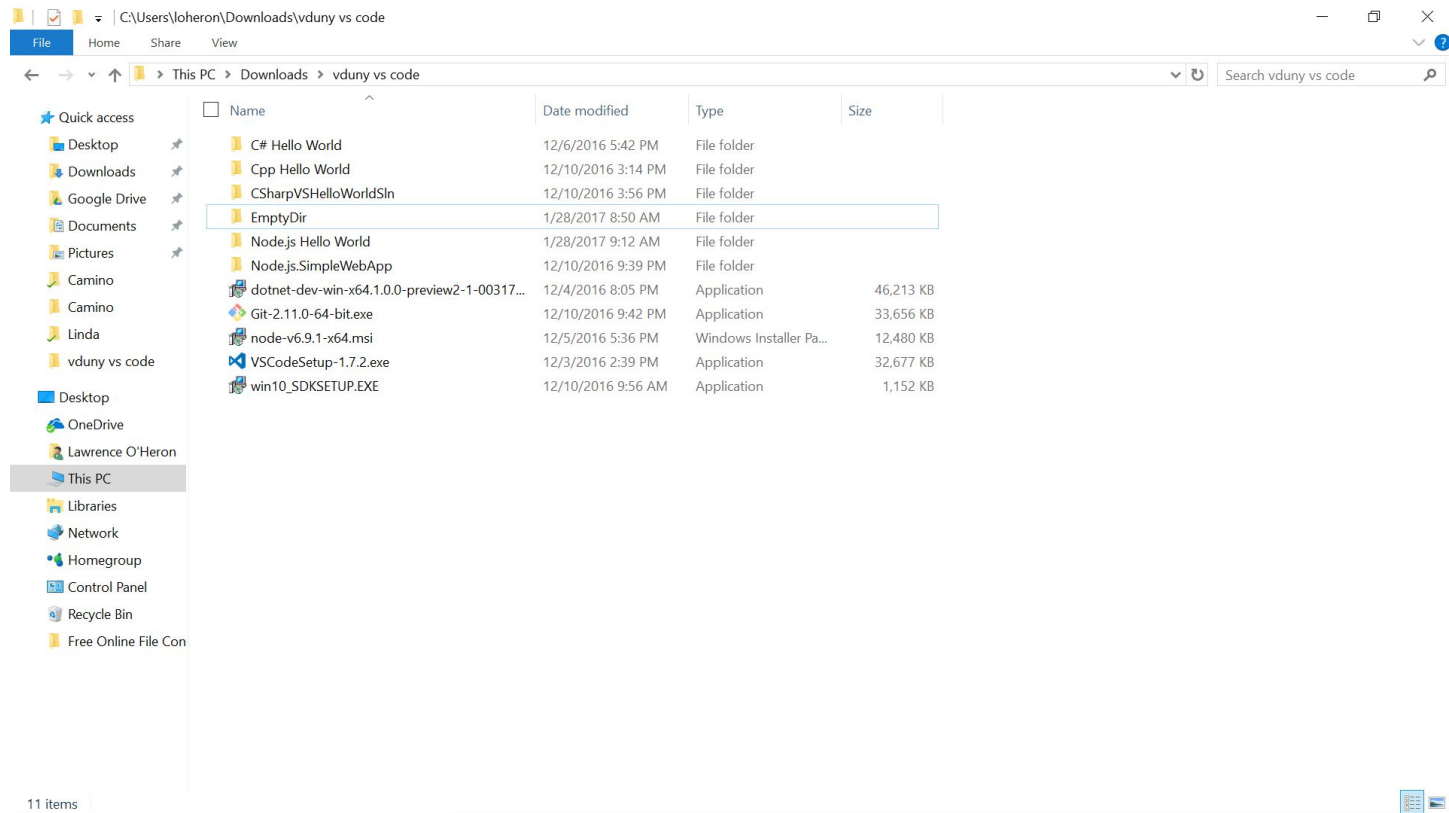 C:\Users\loheron\Downloads\vduny vs code
File Home Share View
?
This PC > Downloads > vduny vs code
Search vduny vs code
Name Date modified Type Size
Quick access
Desktop
Downloads
Google Drive
Documents
Pictures
Camino
Camino
Linda
vduny vs code
Desktop
OneDrive
Lawrence O'Heron
This PC
Libraries
Network
Homegroup
Control Panel
Recycle Bin
Free Online File Con
C# Hello World 12/6/2016 5:42 PM File folder
Cpp Hello World 12/10/2016 3:14 PM File folder
CSharpVSHelloWorldSln 12/10/2016 3:56 PM File folder
EmptyDir 1/28/2017 8:50 AM File folder
Node.js Hello World 1/28/2017 9:12 AM File folder
Node.js.SimpleWebApp 12/10/2016 9:39 PM File folder
dotnet-dev-win-x64.1.0.0-preview2-1-00317... 12/4/2016 8:05 PM Application 46,213 KB
Git-2.11.0-64-bit.exe 12/10/2016 9:42 PM Application 33,656 KB
node-v6.9.1-x64.msi 12/5/2016 5:36 PM Windows Installer Pa... 12,480 KB
VSCodeSetup-1.7.2.exe 12/3/2016 2:39 PM Application 32,677 KB
win10_SDKSETUP.EXE 12/10/2016 9:56 AM Application 1,152 KB
11 items